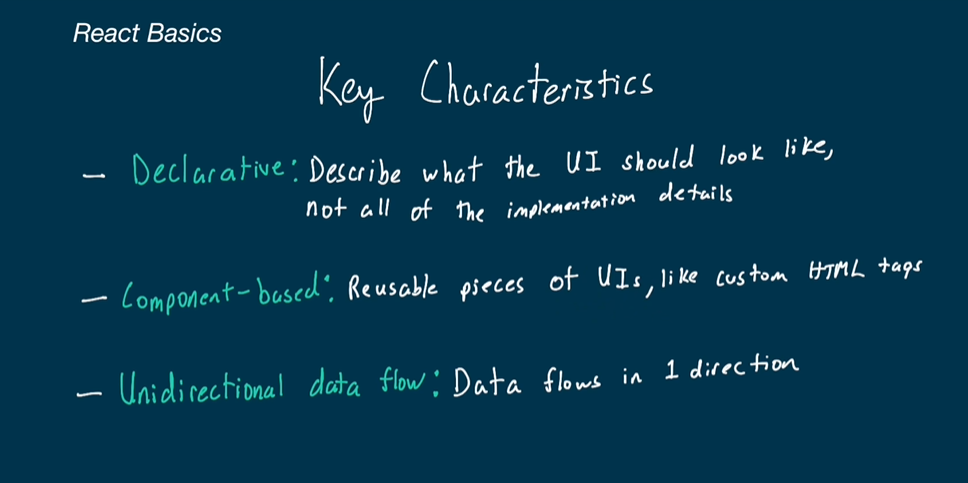 React Basics
Key Characteristics
- Declarative: Describe what the UI should look like,
not all of the implementation details
- Component-based: Reusable pieces of UIs, like custom HTML tags
- Unidirectional data flow: Data flows in 1 direction